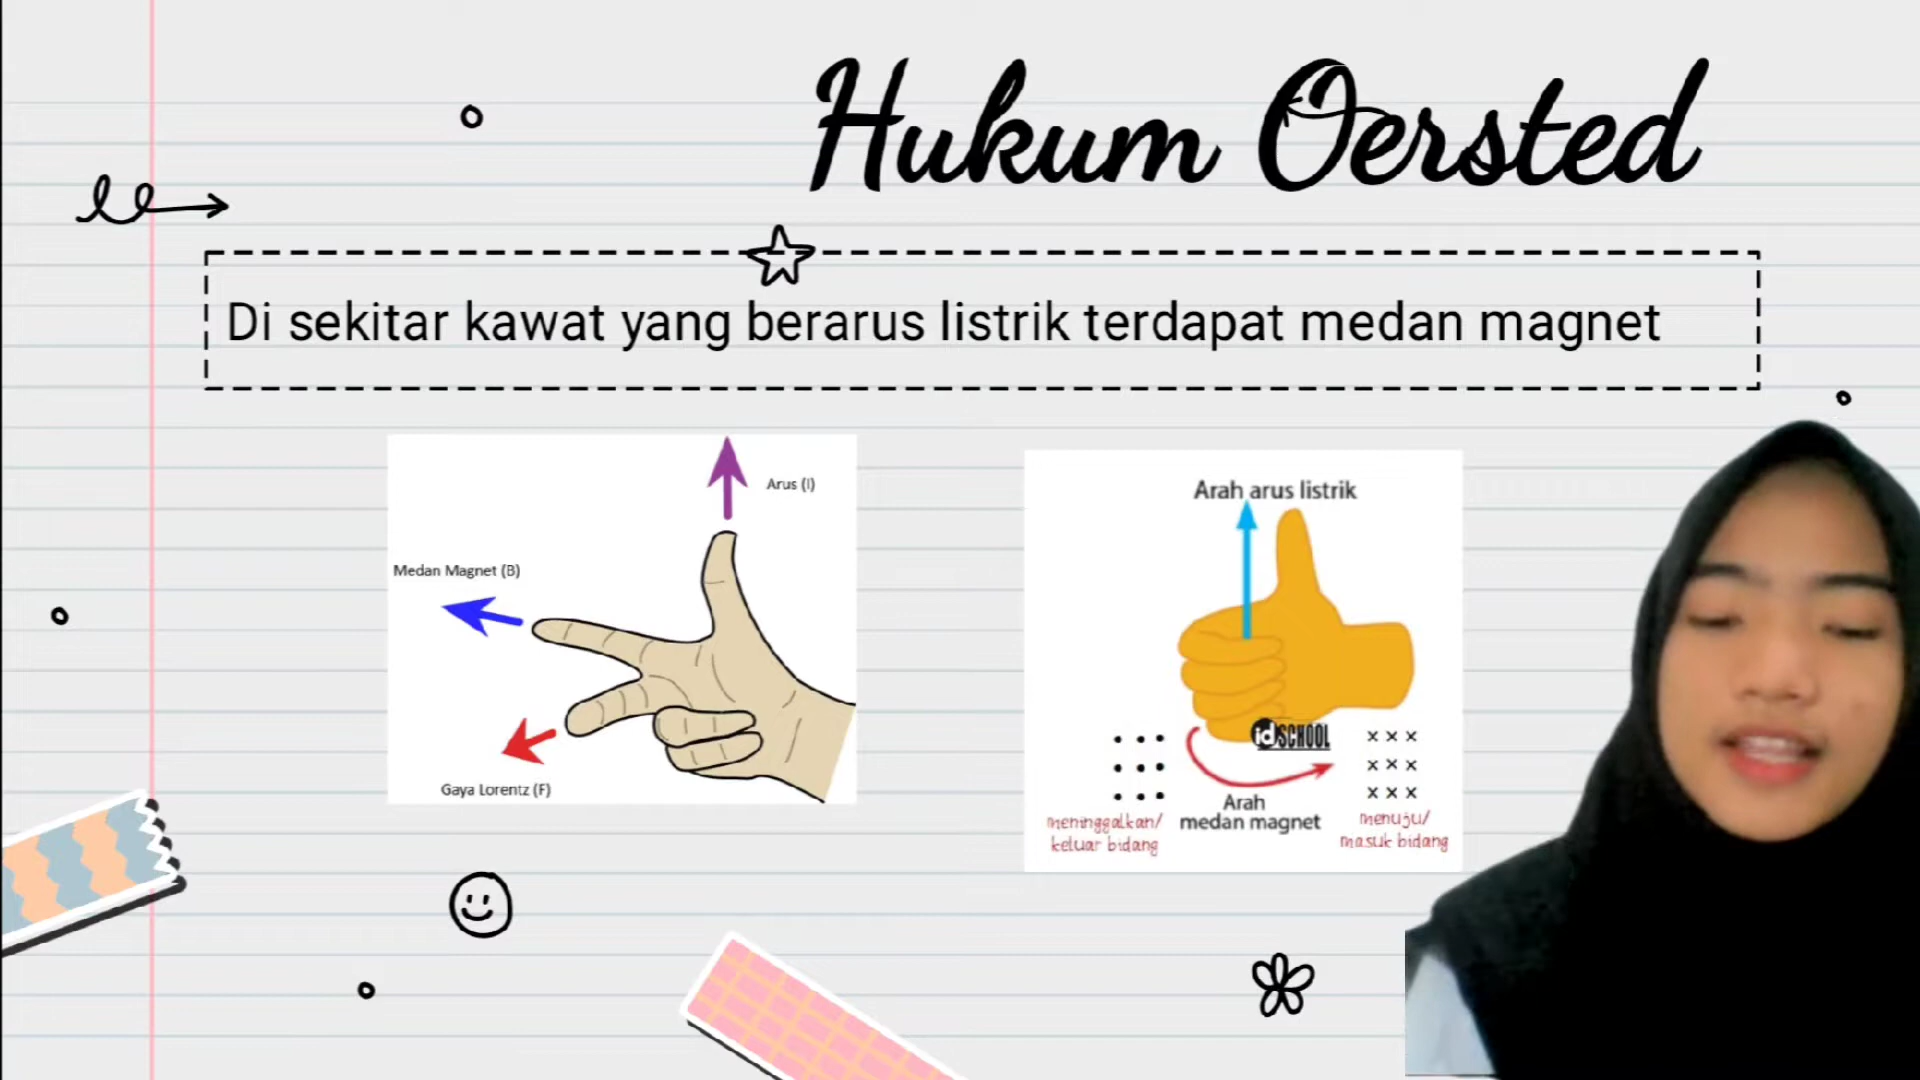 Hukum Oersted
Di sekitar kawat yang berarus listrik terdapat medan magnet
Arus (I)
Medan Magnet (B)
Gaya Lorentz (F)
Arah arus listrik
idSCHOOL
Arah
medan magnet
meninggalkan/
keluar bidang
menuju/
masuk bidang